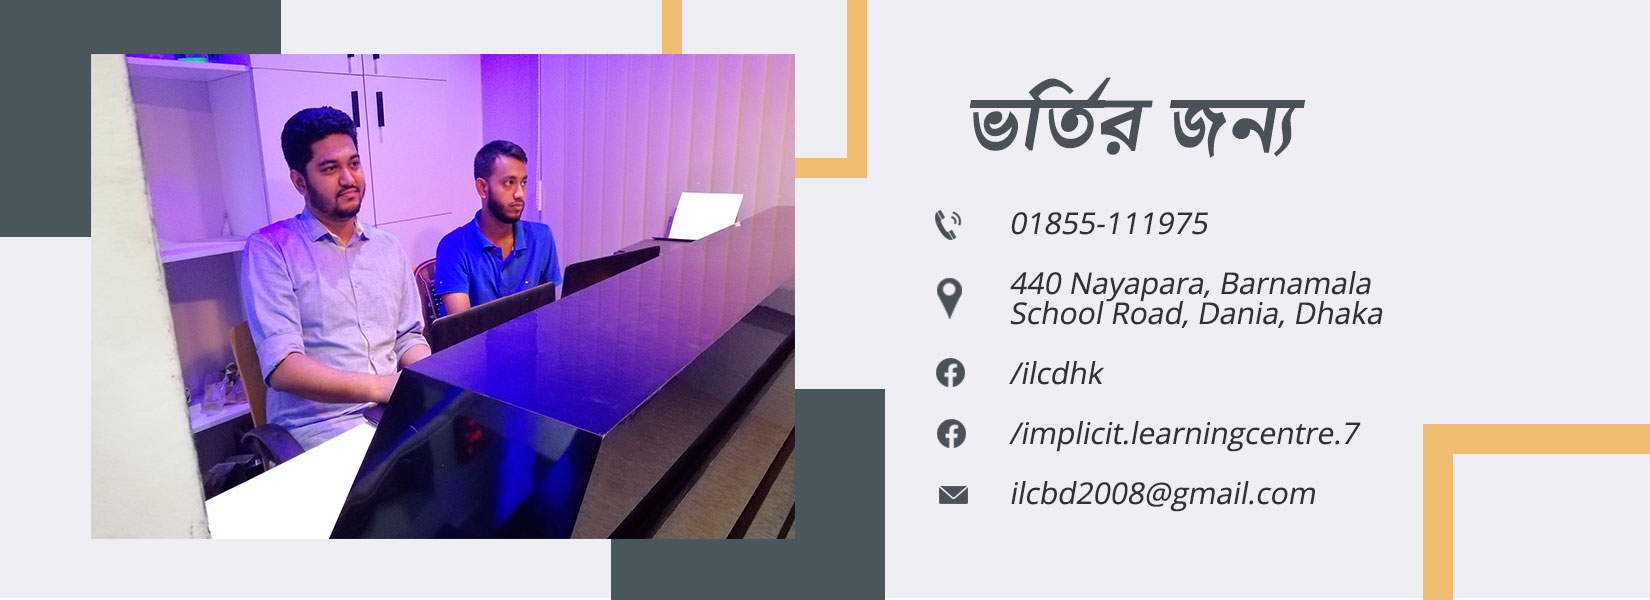 ভর্তির জন্য
01855-111975
440 Nayapara, Barnamala
School Road, Dania, Dhaka
/ilcdhk
/implicit.learningcentre.7
ilcbd2008@gmail.com